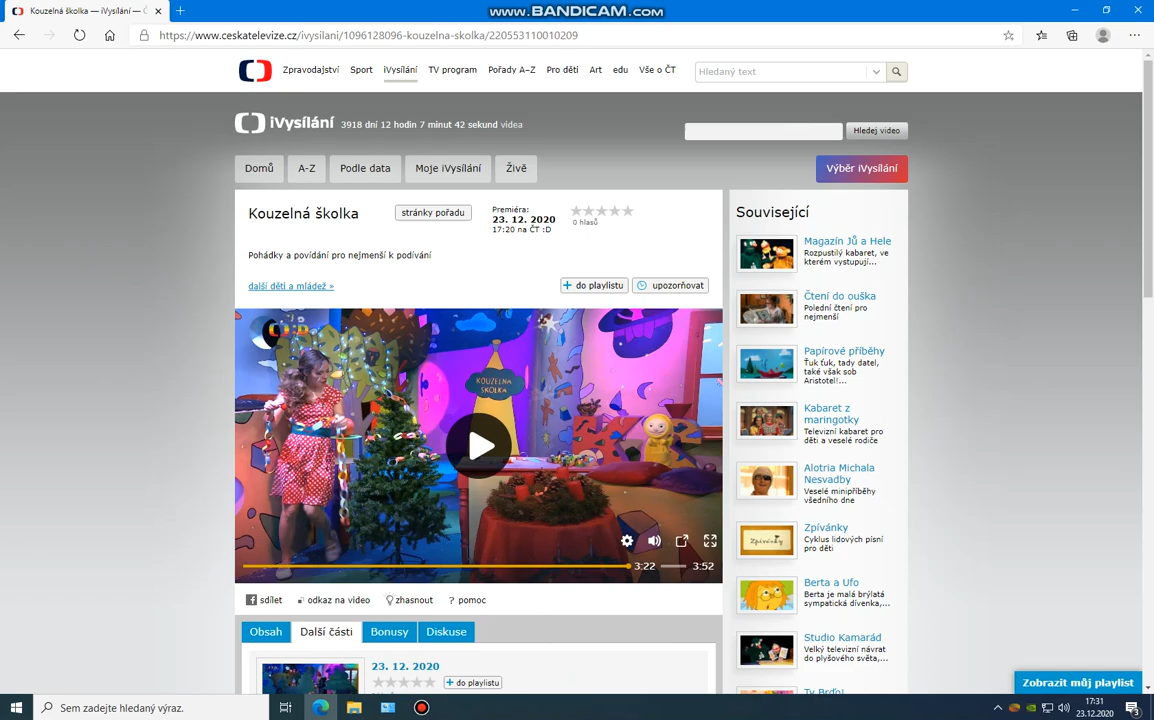 Kouzelná školka — iVysílání — Č
www.BANDICAM.com
https://www.ceskatelevize.cz/ivysilani/1096128096-kouzelna-skolka/220553110010209
Zpravodajství Sport iVysílání TV program Pořady A–Z Pro děti Art edu Vše o ČT
Hledaný text
iVysílání 3918 dní 12 hodin 7 minut 42 sekund videa
Hledej video
Domů A-Z Podle data Moje iVysílání Živě
Výběr iVysílání
Kouzelná školka
stránky pořadu
Premiéra:
23. 12. 2020
17:20 na ČT :D
0 hlasů
Pohádky a povídání pro nejmenší k podívání
další děti a mládež »
+ do playlistu
upozorňovat
KOUZELNÁ
ŠKOLKA
3:22
3:52
sdílet odkaz na video zhasnout ? pomoc
Obsah Další části Bonusy Diskuse
23. 12. 2020
+ do playlistu
Související
Magazín Jů a Hele
Rozpustilý kabaret, ve
kterém vystupují...
Čtení do ouška
Polední čtení pro
nejmenší
Papírové příběhy
Ťuk ťuk, tady datel,
také však sob
Aristotel!...
Kabaret z
maringotky
Televizní kabaret pro
děti a veselé rodiče
Alotria Michala
Nesvadby
Veselé minipříběhy
všedního dne
Zpívánky
Zpívánky
Cyklus lidových písní
pro děti
Berta a Ufo
Berta je malá brýlatá
sympatická dívenka,...
Studio Kamarád
Velký televizní návrat
do plyšového světa,...
Ty Brďo!
Zobrazit můj playlist
Sem zadejte hledaný výraz.
17:31
23.12.2020
3